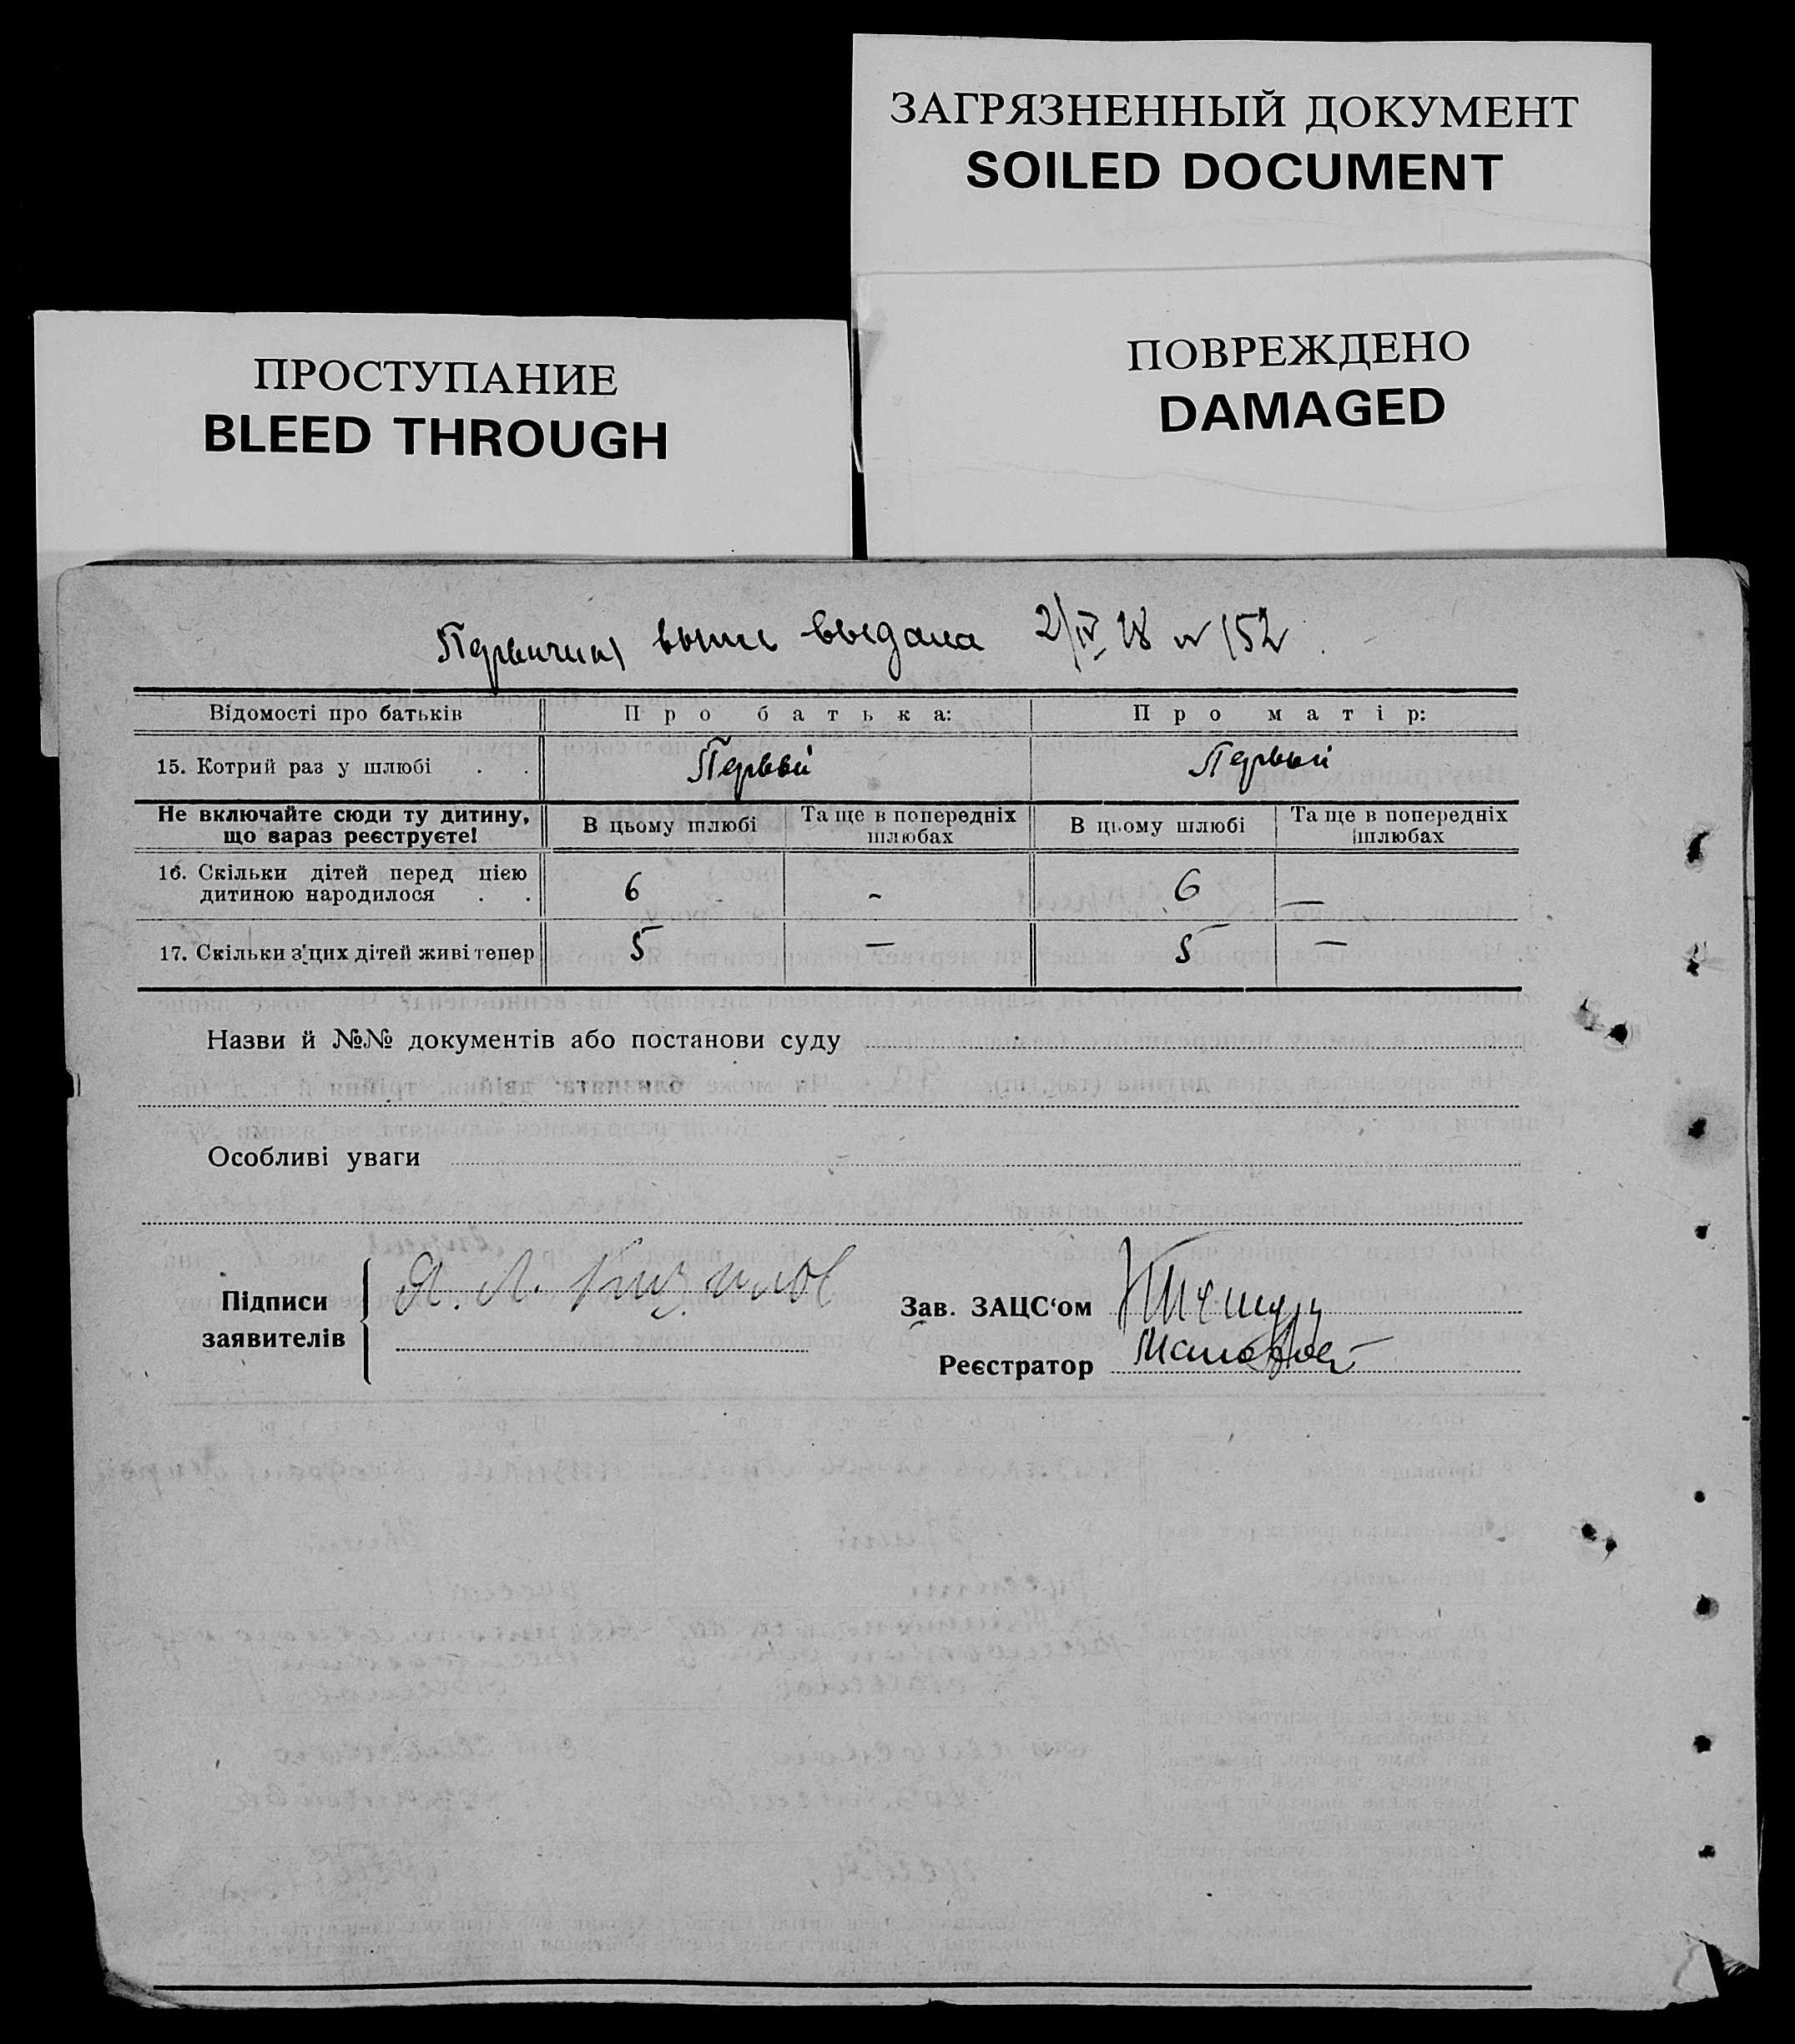 ЗАГРЯЗНЕННЫЙ ДОКУМЕНТ
SOILED DOCUMENT
ПРОСТУПАНИЕ
BLEED THROUGH
ПОВРЕЖДЕНО
DAMAGED
выдана 2/IV 28 № 152
Відомості про батьків Про батька: Про матір:
15. Котрий раз у шлюбі . . Первый Первый
Не включайте сюди ту дитину, що вараз реєструєте! В цьому шлюбі Та ще в попередніх шлюбах В цьому шлюбі Та ще в попередніх шлюбах
16. Скільки дітей перед цією
дитиною народилося . . 6 - 6 —
17. Скільки з'цих дітей живі тепер 5 — 5 —
Назви й №№ документів або постанови суду
Особливі уваги
Підписи
заявителів
Зав. ЗАЦС'ом
Реєстратор